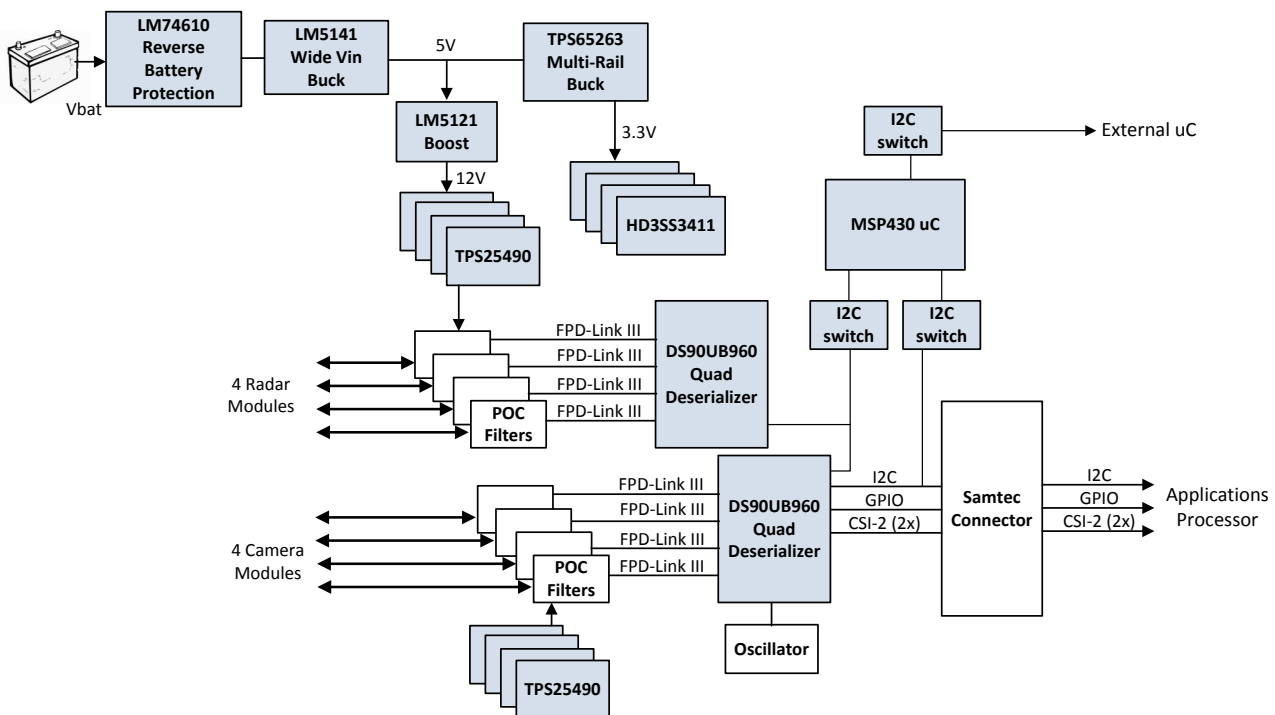 LM74610
Reverse
Battery
Protection
LM5141
Wide Vin
Buck
5V
TPS65263
Multi-Rail
Buck
Vbat
LM5121
Boost
3.3V
I2C
switch
External uC
12V
HD3SS3411
MSP430 uC
TPS25490
I2C
switch
I2C
switch
FPD-Link III
FPD-Link III
FPD-Link III
FPD-Link III
DS90UB960
Quad
Deserializer
4 Radar
Modules
POC
Filters
FPD-Link III
FPD-Link III
FPD-Link III
FPD-Link III
DS90UB960
Quad
Deserializer
I2C
GPIO
CSI-2 (2x)
Samtec
Connector
I2C
GPIO
CSI-2 (2x)
Applications
Processor
4 Camera
Modules
POC
Filters
Oscillator
TPS25490